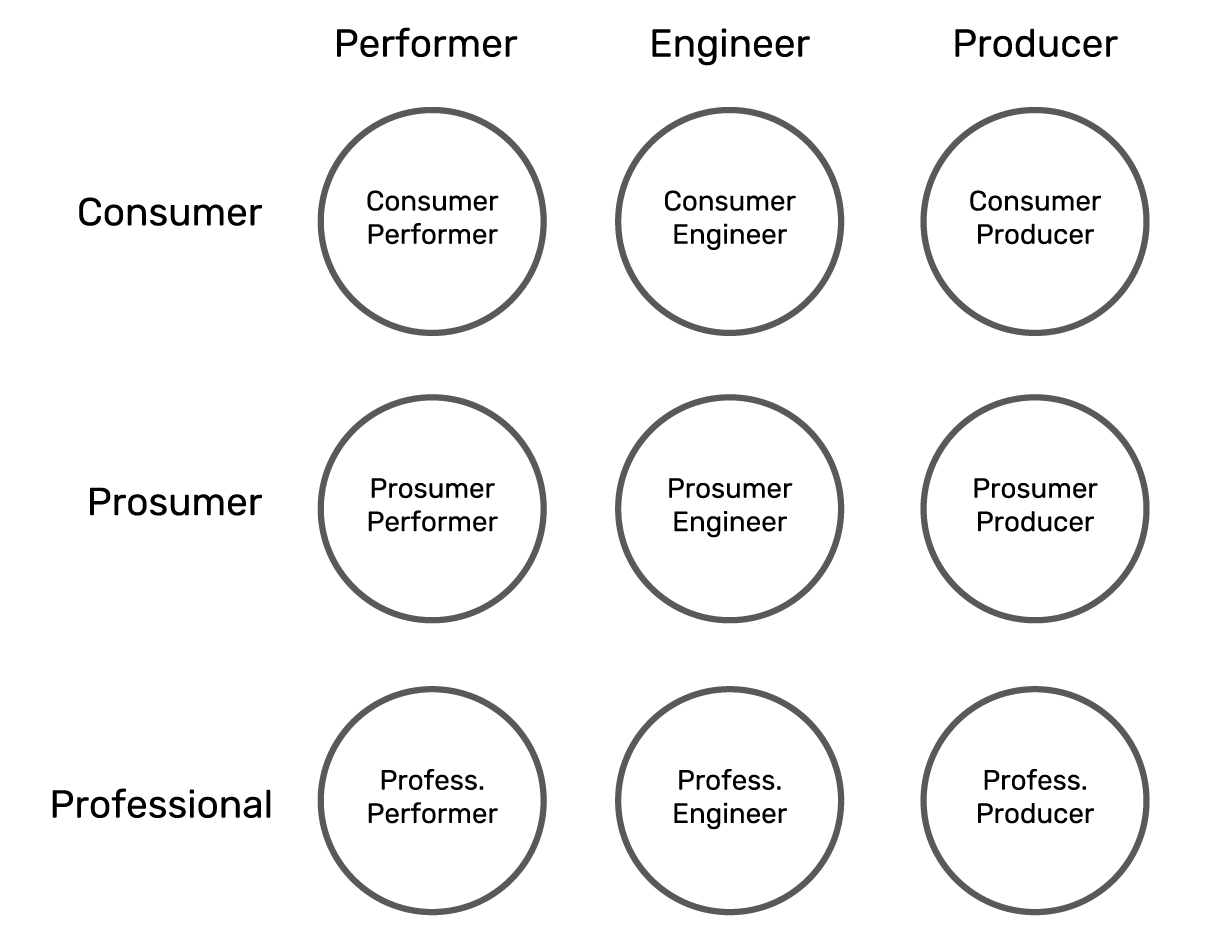 Performer Engineer Producer
Consumer
Consumer
Performer
Consumer
Engineer
Consumer
Producer
Prosumer
Prosumer
Performer
Prosumer
Engineer
Prosumer
Producer
Professional
Profess.
Performer
Profess.
Engineer
Profess.
Producer